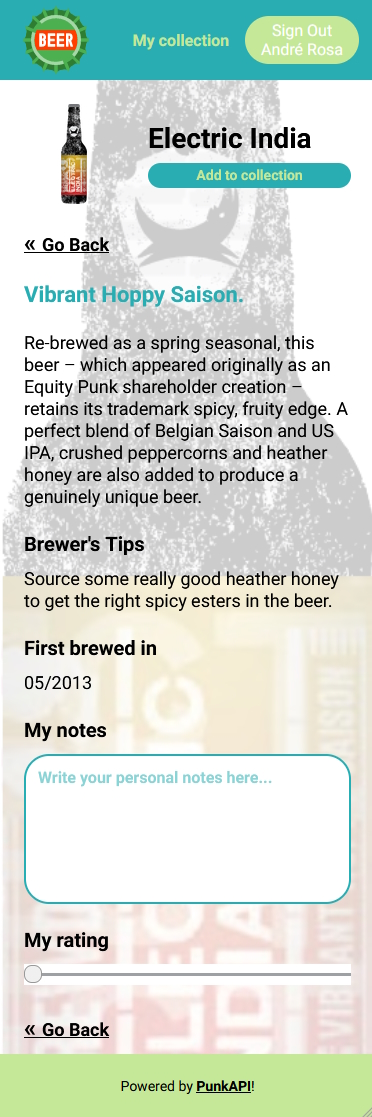 BEER
My collection
Sign Out
André Rosa
Electric India
Add to collection
« Go Back
Vibrant Hoppy Saison.
Re-brewed as a spring seasonal, this
beer – which appeared originally as an
Equity Punk shareholder creation –
retains its trademark spicy, fruity edge. A
perfect blend of Belgian Saison and US
IPA, crushed peppercorns and heather
honey are also added to produce a
genuinely unique beer.
Brewer's Tips
Source some really good heather honey
to get the right spicy esters in the beer.
First brewed in
05/2013
My notes
Write your personal notes here...
My rating
« Go Back
Powered by PunkAPI!